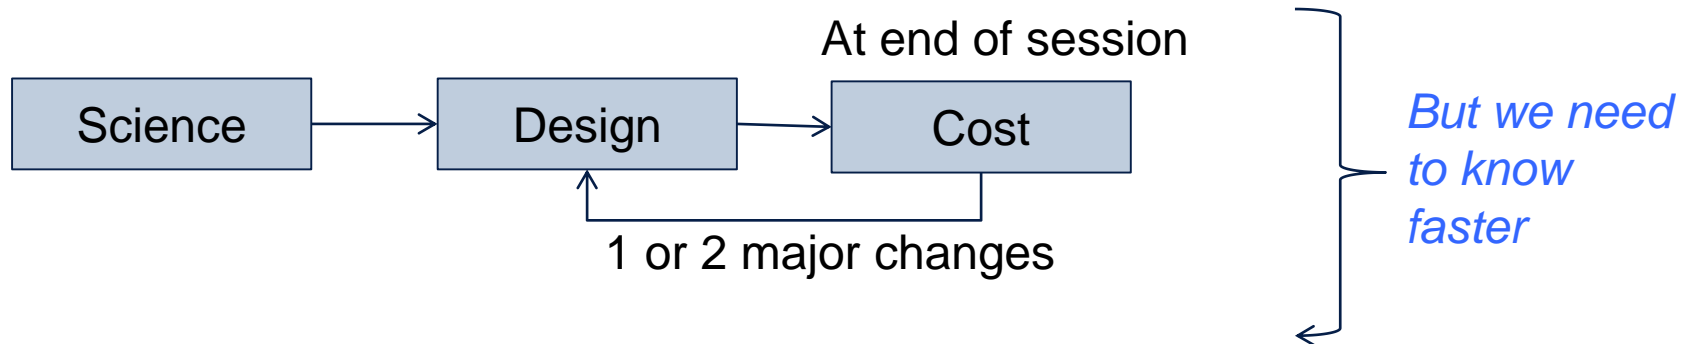 At end of session
Science
Design
Cost
1 or 2 major changes
But we need
to know
faster